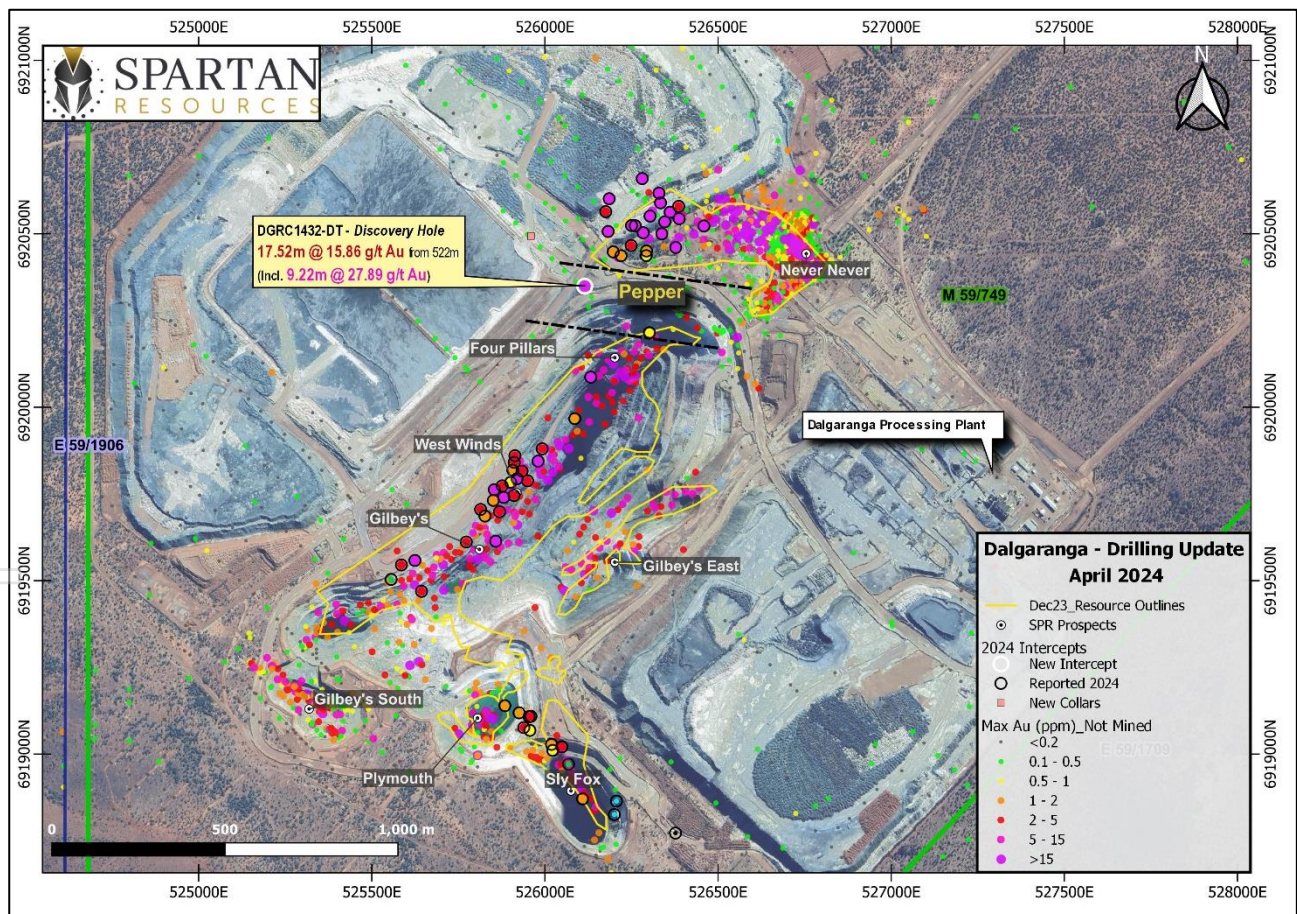 525000E 525500E 526000E 526500E 527000E 527500E 528000E
6921000N
6920500N
6920000N
6919500N
6919000N
SPARTAN
RESOURCES
N
DGRC1432-DT - Discovery Hole
17.52m @ 15.86 g/t Au from 522m
(Incl. 9.22m @ 27.89 g/t Au)
Never Never
Pepper
M 59/749
Four Pillars
Dalgaranga Processing Plant
E 59/1906
West Winds
Gilbey's
Gilbey's East
Gilbey's South
Plymouth
Sly Fox
E 59/1709
0 500 1,000 m
Dalgaranga - Drilling Update
April 2024
Dec23_Resource Outlines
SPR Prospects
2024 Intercepts
New Intercept
Reported 2024
New Collars
Max Au (ppm)_Not Mined
<0.2
0.1 - 0.5
0.5 - 1
1 - 2
2 - 5
5 - 15
>15
6921000N
6920500N
6920000N
6919500N
6919000N
525000E 525500E 526000E 526500E 527000E 527500E 528000E